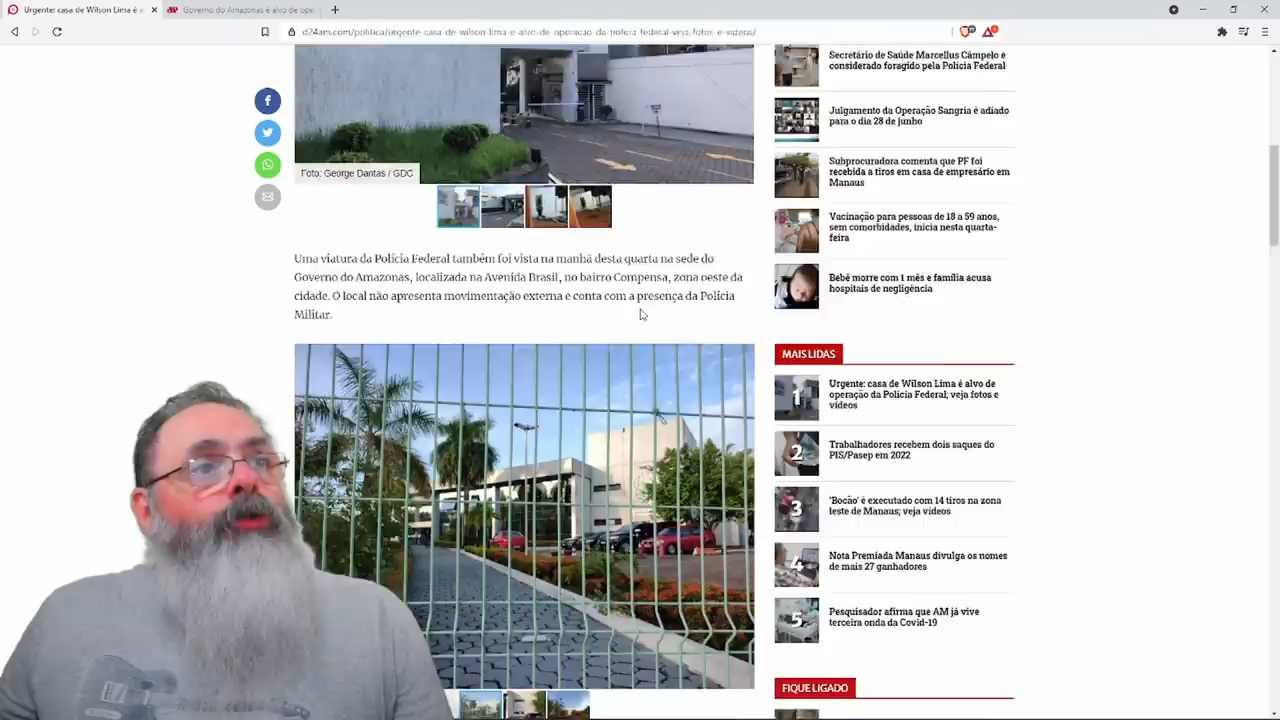 Urgente: casa de Wilson Lima é a
Governo do Amazonas é alvo de ope
d24am.com/politica/urgente-casa-de-wilson-lima-e-alvo-de-operacao-da-policia-federal-veja-fotos-e-videos/
Foto: George Dantas / GDC
Uma viatura da Polícia Federal também foi vista na manhã desta quarta na sede do
Governo do Amazonas, localizada na Avenida Brasil, no bairro Compensa, zona oeste da
cidade. O local não apresenta movimentação externa e conta com a presença da Polícia
Militar.
Secretário de Saúde Marcellus Câmpelo é
considerado foragido pela Polícia Federal
Julgamento da Operação Sangria é adiado
para o dia 28 de junho
Subprocuradora comenta que PF foi
recebida a tiros em casa de empresário em
Manaus
Vacinação para pessoas de 18 a 59 anos,
sem comorbidades, inicia nesta quarta-
feira
Bebê morre com 1 mês e família acusa
hospitais de negligência
MAIS LIDAS
1
Urgente: casa de Wilson Lima é alvo de
operação da Polícia Federal; veja fotos e
vídeos
2
Trabalhadores recebem dois saques do
PIS/Pasep em 2022
3
'Bocão' é executado com 14 tiros na zona
leste de Manaus; veja vídeos
4
Nota Premiada Manaus divulga os nomes
de mais 27 ganhadores
5
Pesquisador afirma que AM já vive
terceira onda da Covid-19
FIQUE LIGADO